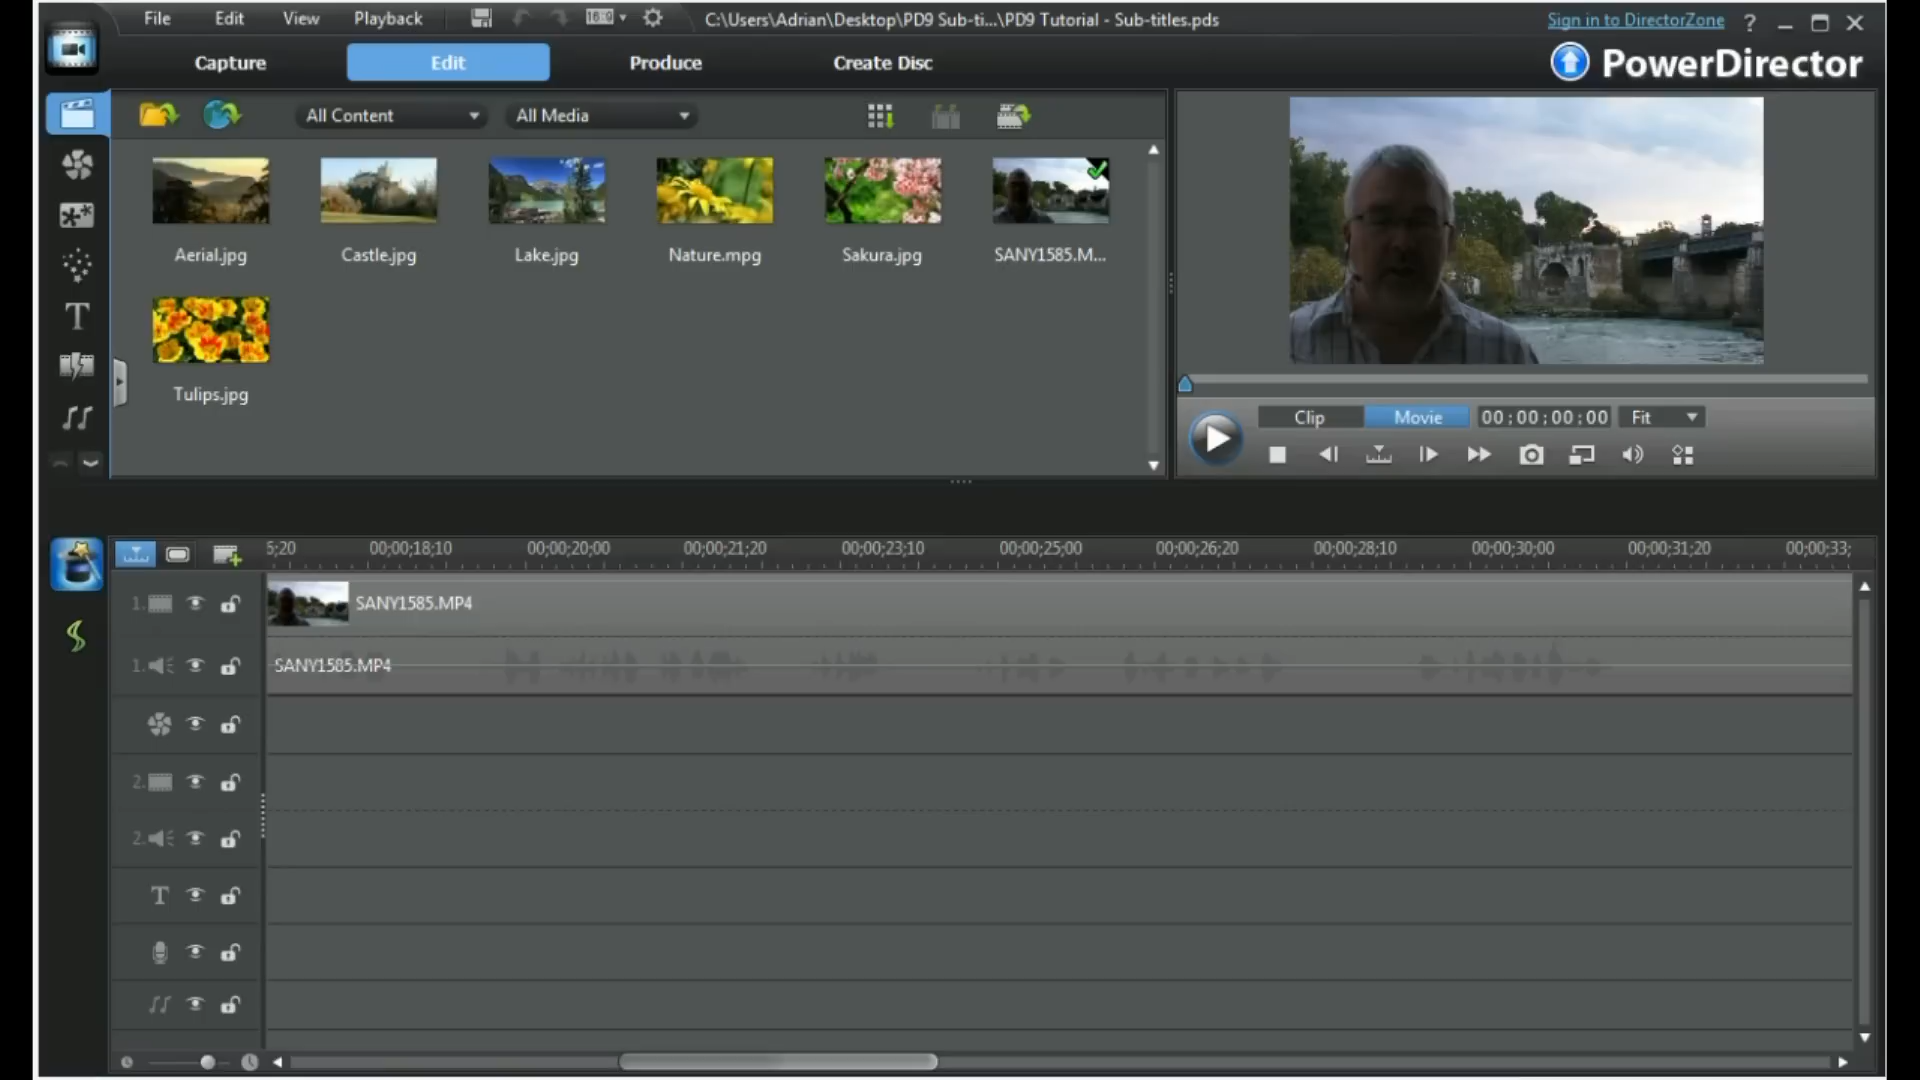 File Edit View Playback 16:9 C:\Users\Adrian\Desktop\PD9 Sub-ti...\PD9 Tutorial - Sub-titles.pds Sign in to DirectorZone ?
Capture Edit Produce Create Disc PowerDirector
All Content All Media
Aerial.jpg Castle.jpg Lake.jpg Nature.mpg Sakura.jpg SANY1585.M...
Tulips.jpg
Clip Movie 00;00;00;00 Fit
5;20 00;00;18;10 00;00;20;00 00;00;21;20 00;00;23;10 00;00;25;00 00;00;26;20 00;00;28;10 00;00;30;00 00;00;31;20 00;00;33;
1. SANY1585.MP4
1. SANY1585.MP4
2.
2.
T